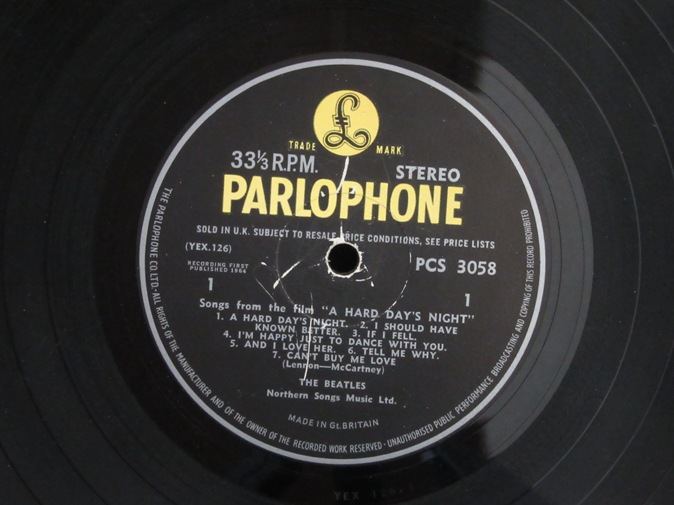 £
TRADE MARK
33⅓ R.P.M. STEREO
PARLOPHONE
SOLD IN U.K. SUBJECT TO RESALE PRICE CONDITIONS, SEE PRICE LISTS
(YEX.126)
PCS 3058
RECORDING FIRST
PUBLISHED 1964
1 1
Songs from the film "A HARD DAY'S NIGHT"
1. A HARD DAY'S NIGHT. 2. I SHOULD HAVE
KNOWN BETTER. 3. IF I FELL.
4. I'M HAPPY JUST TO DANCE WITH YOU.
5. AND I LOVE HER. 6. TELL ME WHY.
7. CAN'T BUY ME LOVE
(Lennon—McCartney)
THE BEATLES
Northern Songs Music Ltd.
MADE IN Gt. BRITAIN
THE PARLOPHONE CO. LTD.· ALL RIGHTS OF THE MANUFACTURER AND OF THE OWNER OF THE RECORDED WORK RESERVED · UNAUTHORISED PUBLIC PERFORMANCE BROADCASTING AND COPYING OF THIS RECORD PROHIBITED
YEX